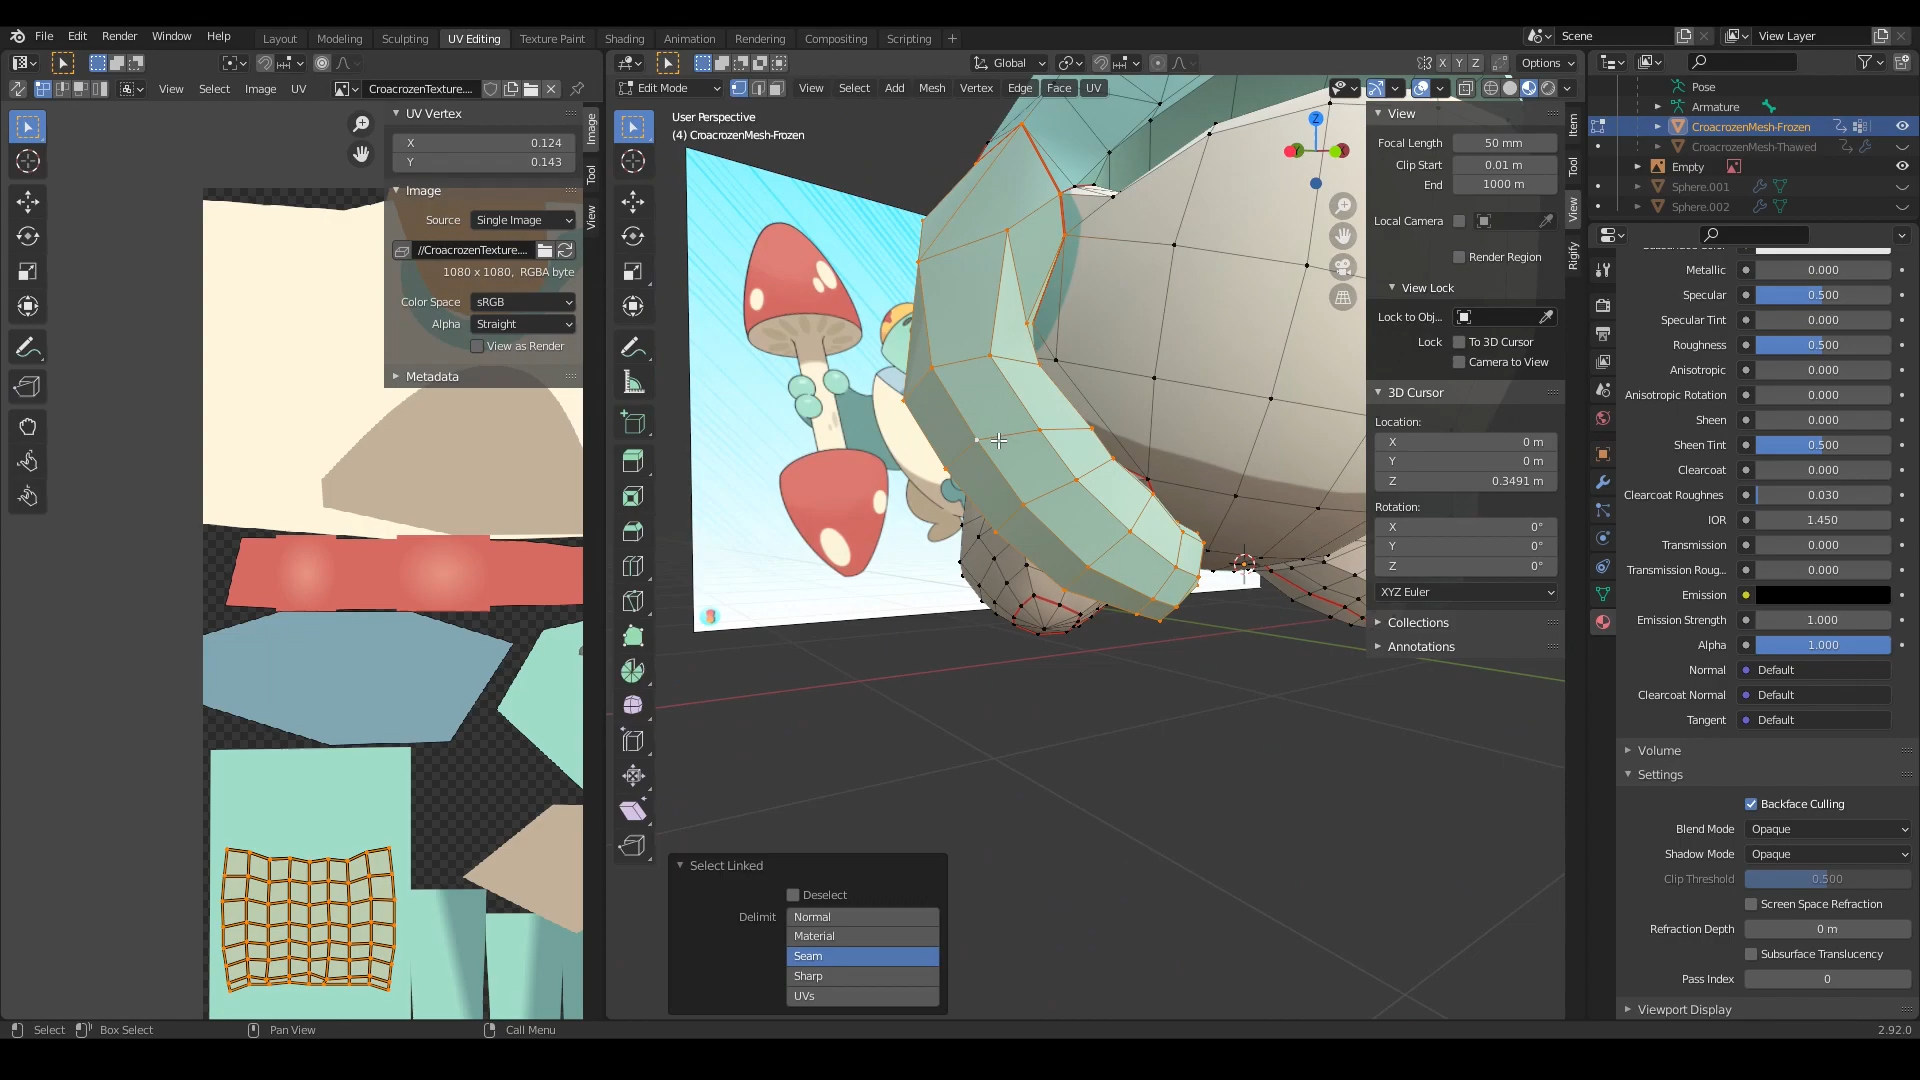 File Edit Render Window Help
Layout Modeling Sculpting UV Editing Texture Paint Shading Animation Rendering Compositing Scripting
Scene
View Layer
Global
X Y Z
Options
View Select Image UV
CroacrozenTexture....
Edit Mode
View Select Add Mesh Vertex Edge Face UV
UV Vertex
X 0.124
Y 0.143
Image
Source Single Image
//CroacrozenTexture....
1080 x 1080, RGBA byte
Color Space sRGB
Alpha Straight
View as Render
Metadata
Image
Tool
View
User Perspective
(4) CroacrozenMesh-Frozen
Z
View
Focal Length 50 mm
Clip Start 0.01 m
End 1000 m
Local Camera
Render Region
View Lock
Lock to Obj...
Lock To 3D Cursor
Camera to View
3D Cursor
Location:
X 0 m
Y 0 m
Z 0.3491 m
Rotation:
X 0°
Y 0°
Z 0°
XYZ Euler
Collections
Annotations
Item
Tool
View
Rigify
Select Linked
Deselect
Delimit Normal
Material
Seam
Sharp
UVs
Pose
Armature
CroacrozenMesh-Frozen
CroacrozenMesh-Thawed
Empty
Sphere.001
Sphere.002
Metallic 0.000
Specular 0.500
Specular Tint 0.000
Roughness 0.500
Anisotropic 0.000
Anisotropic Rotation 0.000
Sheen 0.000
Sheen Tint 0.500
Clearcoat 0.000
Clearcoat Roughnes 0.030
IOR 1.450
Transmission 0.000
Transmission Roug... 0.000
Emission
Emission Strength 1.000
Alpha 1.000
Normal Default
Clearcoat Normal Default
Tangent Default
Volume
Settings
Backface Culling
Blend Mode Opaque
Shadow Mode Opaque
Clip Threshold 0.500
Screen Space Refraction
Refraction Depth 0 m
Subsurface Translucency
Pass Index 0
Viewport Display
Select Box Select Pan View Call Menu
2.92.0